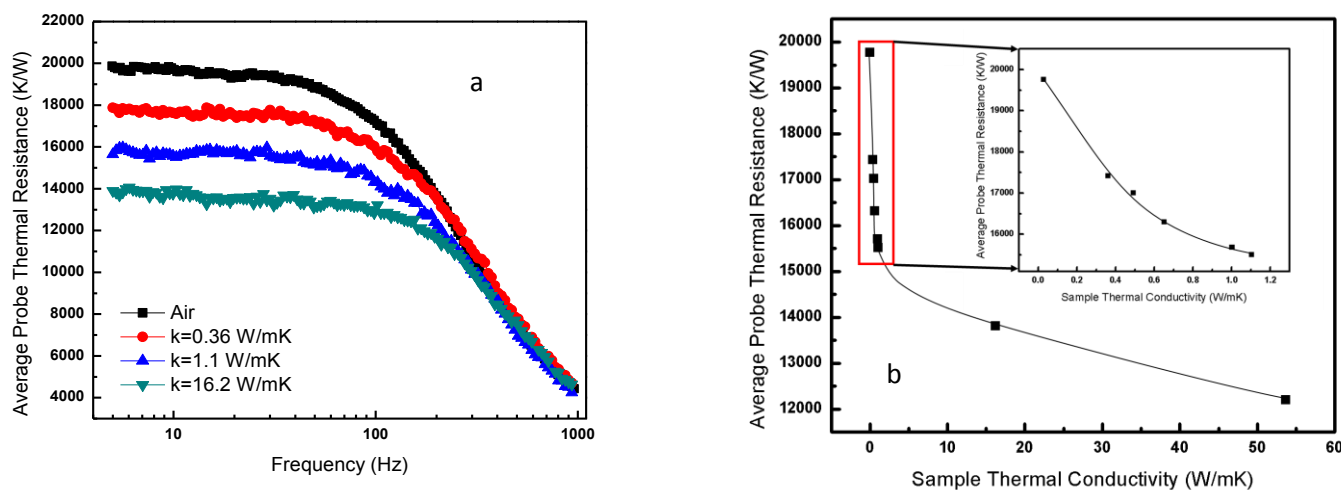 22000
20000
18000
16000
14000
12000
10000
8000
6000
4000
Average Probe Thermal Resistance (K/W)
a
Air
k=0.36 W/mK
k=1.1 W/mK
k=16.2 W/mK
10 100 1000
Frequency (Hz)
20000
19000
18000
17000
16000
15000
14000
13000
12000
Average Probe Thermal Resistance (K/W)
20000
19000
18000
17000
16000
Average Probe Thermal Resistance (K/W)
0.0 0.2 0.4 0.6 0.8 1.0 1.2
Sample Thermal Conductivity (W/mK)
b
0 10 20 30 40 50 60
Sample Thermal Conductivity (W/mK)